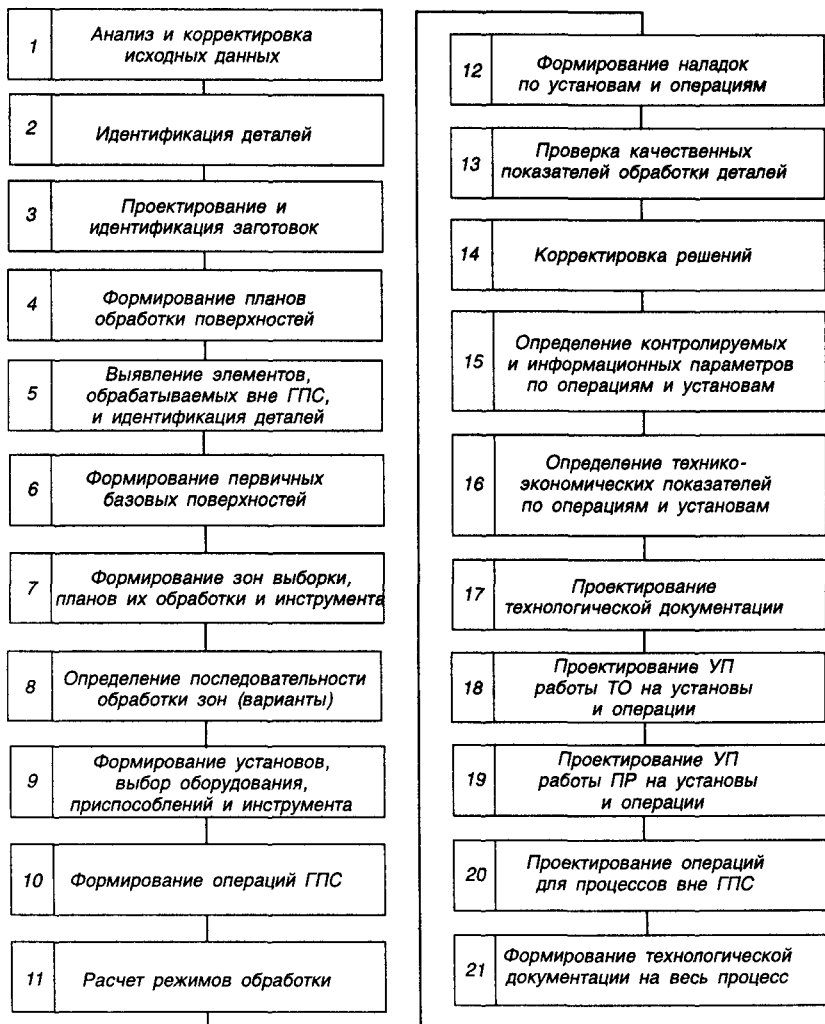 1
Анализ и корректировка
исходных данных
2
Идентификация деталей
3
Проектирование и
идентификация заготовок
4
Формирование планов
обработки поверхностей
5
Выявление элементов,
обрабатываемых вне ГПС,
и идентификация деталей
6
Формирование первичных
базовых поверхностей
7
Формирование зон выборки,
планов их обработки и инструмента
8
Определение последовательности
обработки зон (варианты)
9
Формирование установов,
выбор оборудования,
приспособлений и инструмента
10
Формирование операций ГПС
11
Расчет режимов обработки
12
Формирование наладок
по установам и операциям
13
Проверка качественных
показателей обработки деталей
14
Корректировка решений
15
Определение контролируемых
и информационных параметров
по операциям и установам
16
Определение технико-
экономических показателей
по операциям и установам
17
Проектирование
технологической документации
18
Проектирование УП
работы ТО на установы
и операции
19
Проектирование УП
работы ПР на установы
и операции
20
Проектирование операций
для процессов вне ГПС
21
Формирование технологической
документации на весь процесс